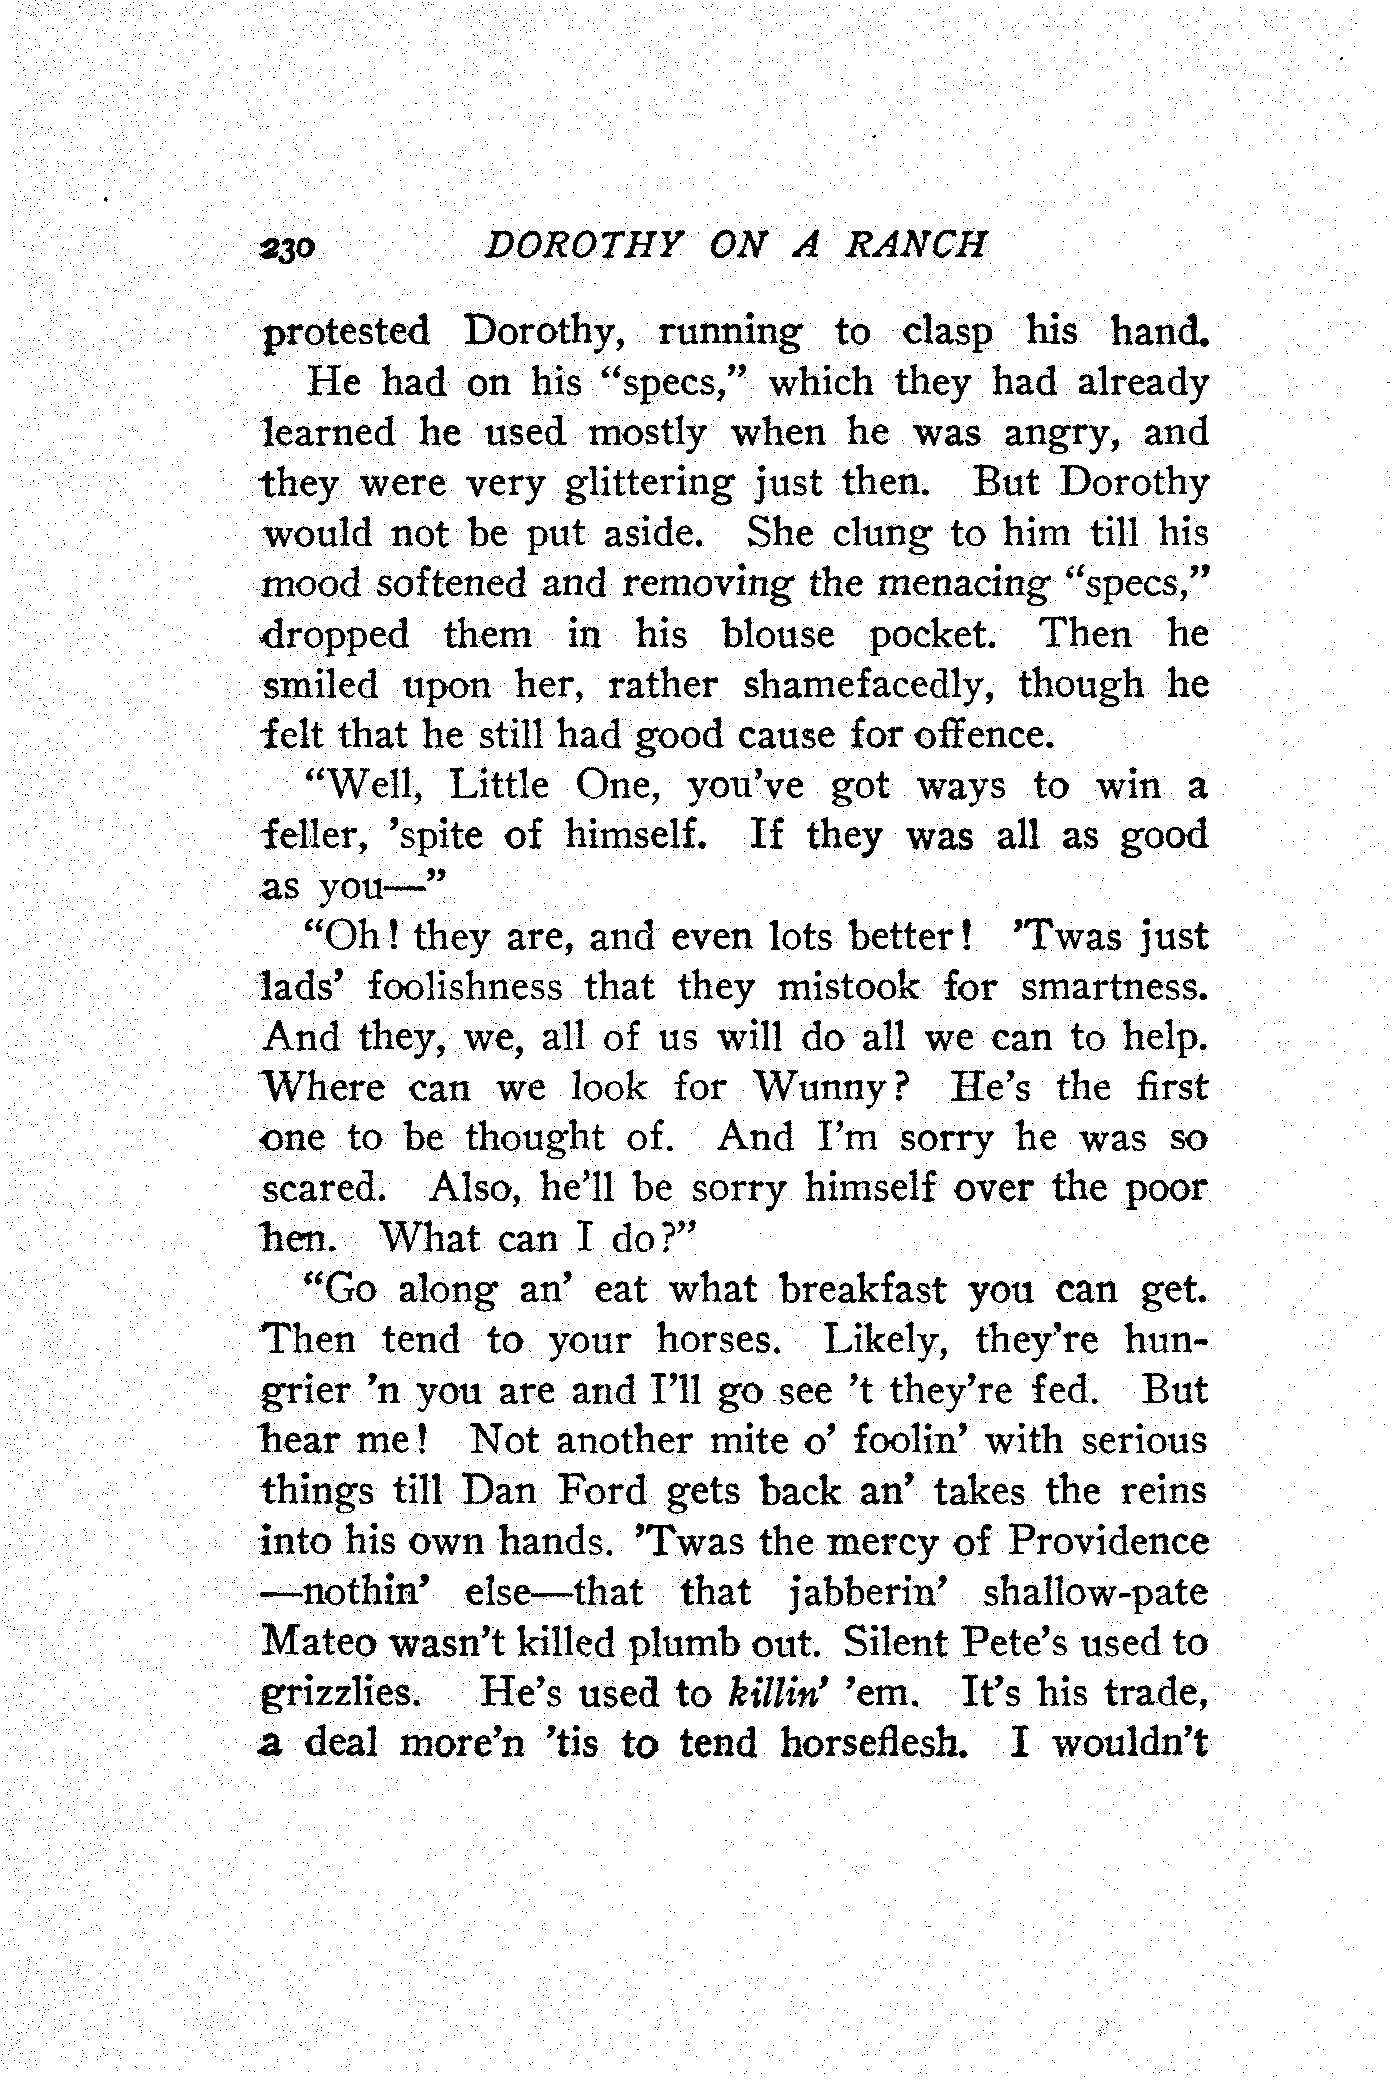 230 DOROTHY ON A RANCH
protested Dorothy, running to clasp his hand.
He had on his “specs,” which they had already
learned he used mostly when he was angry, and
they were very glittering just then. But Dorothy
would not be put aside. She clung to him till his
mood softened and removing the menacing “specs,”
dropped them in his blouse pocket. Then he
smiled upon her, rather shamefacedly, though he
felt that he still had good cause for offence.
“Well, Little One, you’ve got ways to win a
feller, ’spite of himself. If they was all as good
as you—”
“Oh! they are, and even lots better! ’Twas just
lads’ foolishness that they mistook for smartness.
And they, we, all of us will do all we can to help.
Where can we look for Wunny? He’s the first
one to be thought of. And I’m sorry he was so
scared. Also, he’ll be sorry himself over the poor
hen. What can I do?”
“Go along an’ eat what breakfast you can get.
Then tend to your horses. Likely, they’re hun-
grier ’n you are and I’ll go see ’t they’re fed. But
hear me! Not another mite o’ foolin’ with serious
things till Dan Ford gets back an’ takes the reins
into his own hands. ’Twas the mercy of Providence
—nothin’ else—that that jabberin’ shallow-pate
Mateo wasn’t killed plumb out. Silent Pete’s used to
grizzlies. He’s used to killin’ ’em. It’s his trade,
a deal more’n ’tis to tend horseflesh. I wouldn’t